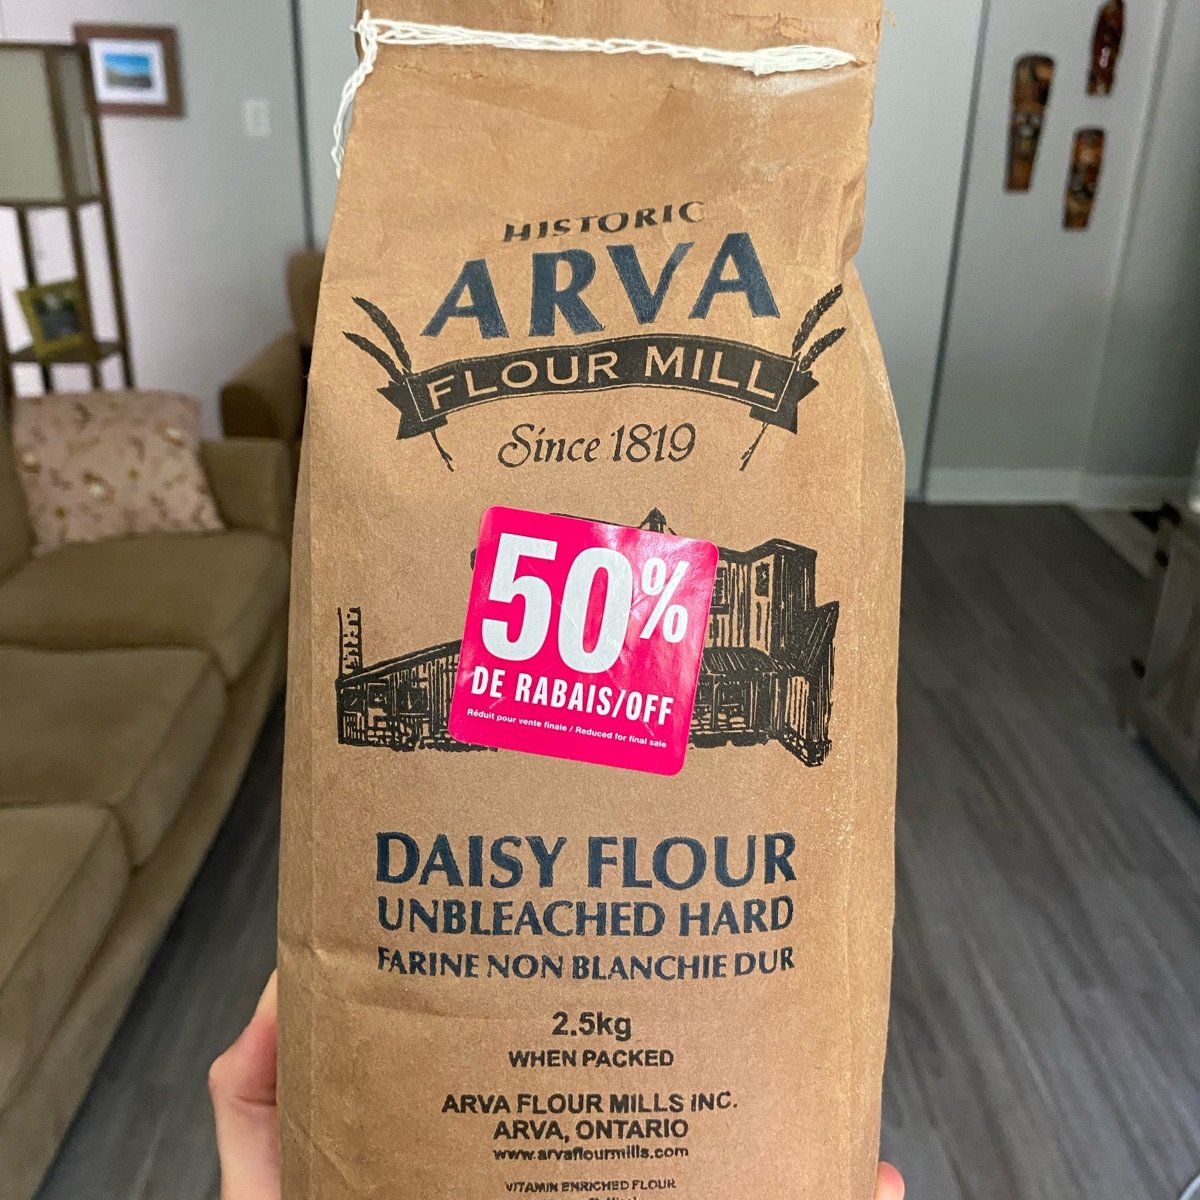 HISTORIC
ARVA
FLOUR MILL
Since 1819
50%
DE RABAIS/OFF
Réduit pour vente finale / Reduced for final sale
DAISY FLOUR
UNBLEACHED HARD
FARINE NON BLANCHIE DUR
2.5kg
WHEN PACKED
ARVA FLOUR MILLS INC.
ARVA, ONTARIO
www.arvaflourmills.com
VITAMIN ENRICHED FLOUR